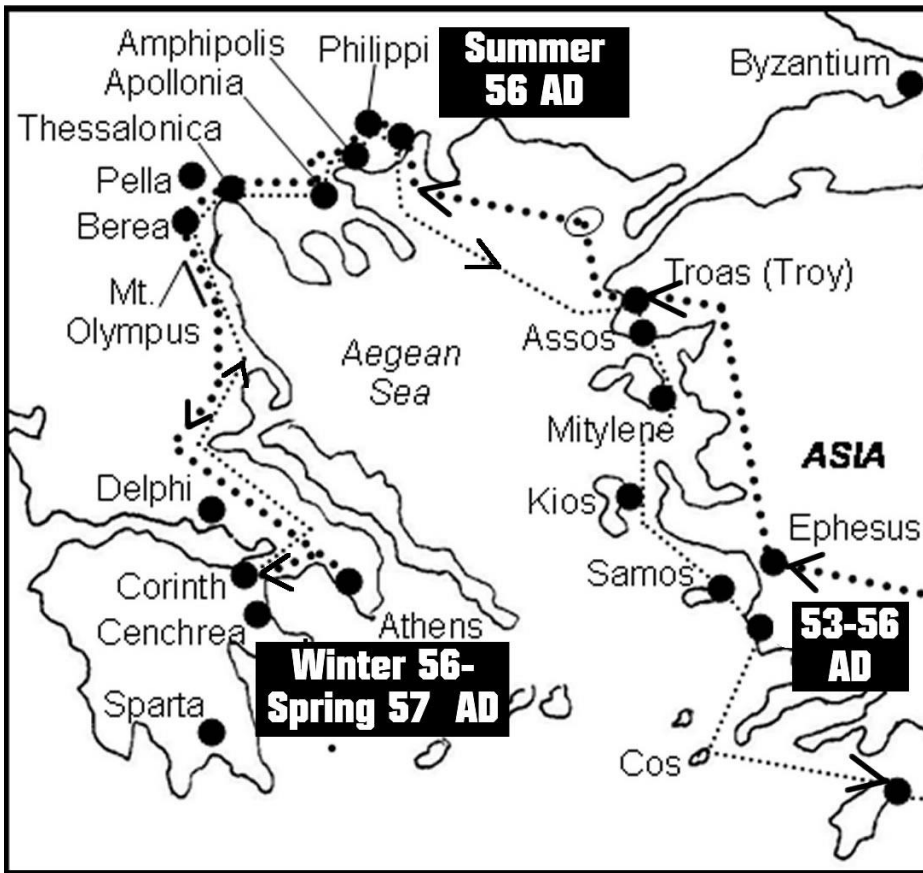 Amphipolis
Apollonia
Thessalonica
Philippi
Summer
56 AD
Byzantium
Pella
Berea
Mt.
Olympus
Troas (Troy)
Assos
Aegean
Sea
Mitylene
ASIA
Delphi
Kios
Ephesus
Corinth
Samos
Cenchrea
Athens
53-56
AD
Winter 56-
Spring 57 AD
Sparta
Cos